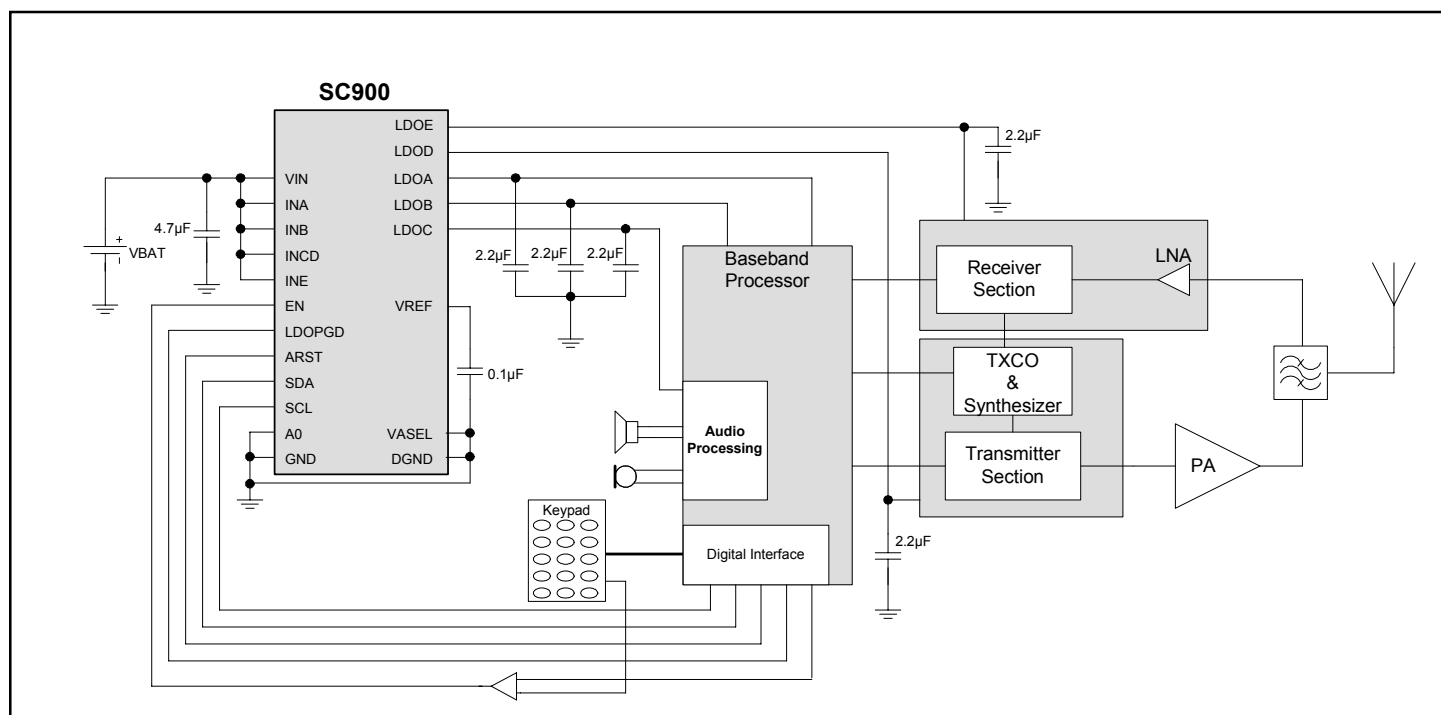 SC900
LDOE
LDOD
LDOA
LDOB
LDOC
VREF
VASEL
DGND
VIN
INA
INB
INCD
INE
EN
LDOPGD
ARST
SDA
SCL
A0
GND
4.7µF
+
VBAT
2.2µF
2.2µF
2.2µF
2.2µF
0.1µF
Baseband
Processor
Audio
Processing
Keypad
Digital Interface
Receiver
Section
LNA
TXCO
&
Synthesizer
Transmitter
Section
PA
2.2µF